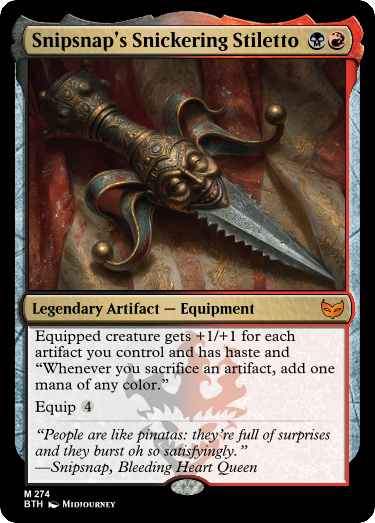 Snipsnap's Snickering Stiletto
Legendary Artifact — Equipment
Equipped creature gets +1/+1 for each
artifact you control and has haste and
“Whenever you sacrifice an artifact, add one
mana of any color.”
Equip 4
“People are like pinatas: they're full of surprises
and they burst oh so satisfyingly.”
—Snipsnap, Bleeding Heart Queen
M 274
BTH Midjourney